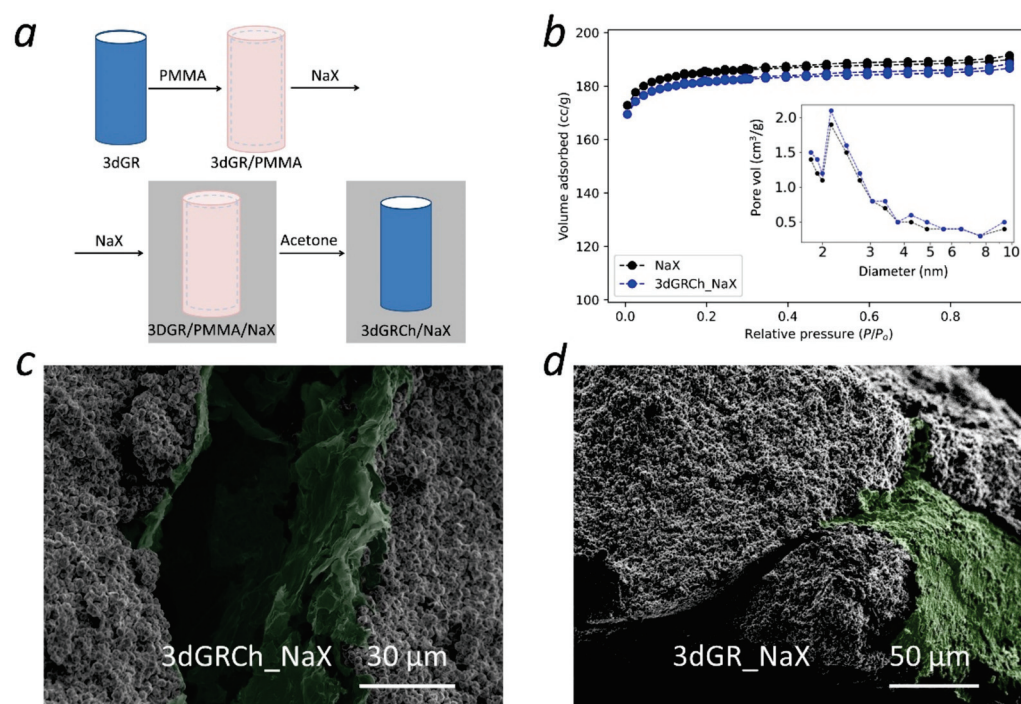 a
PMMA
NaX
3dGR
3dGR/PMMA
NaX
Acetone
3DGR/PMMA/NaX
3dGRCh/NaX
b
200
180
160
140
120
100
Volume adsorbed (cc/g)
0.0
0.2
0.4
0.6
0.8
Relative pressure (P/Po)
NaX
3dGRCh_NaX
2.0
1.5
1.0
0.5
Pore vol (cm³/g)
2
3
4
5
6
8
10
Diameter (nm)
c
3dGRCh_NaX
30 μm
d
3dGR_NaX
50 μm